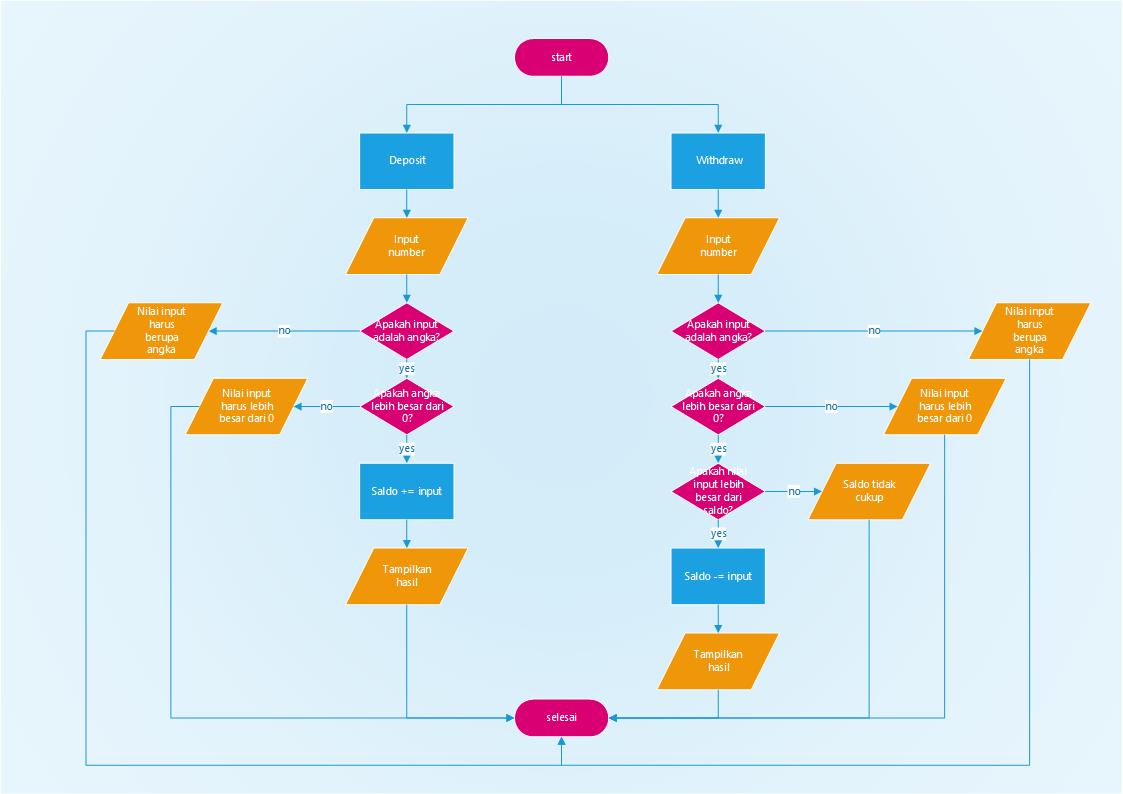 start
Deposit
Withdraw
Input
number
Input
number
Nilai input
harus
berupa
angka
no
Apakah input
adalah angka?
Apakah input
adalah angka?
no
Nilai input
harus
berupa
angka
yes
yes
Nilai input
harus lebih
besar dari 0
no
Apakah angka
lebih besar dari
0?
Apakah angka
lebih besar dari
0?
no
Nilai input
harus lebih
besar dari 0
yes
yes
Saldo += input
Apakah nilai
input lebih
besar dari
saldo?
no
Saldo tidak
cukup
yes
Tampilkan
hasil
Saldo -= input
Tampilkan
hasil
selesai